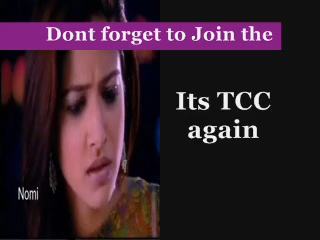 Dont forget to Join the
Its TCC
again
Nomi